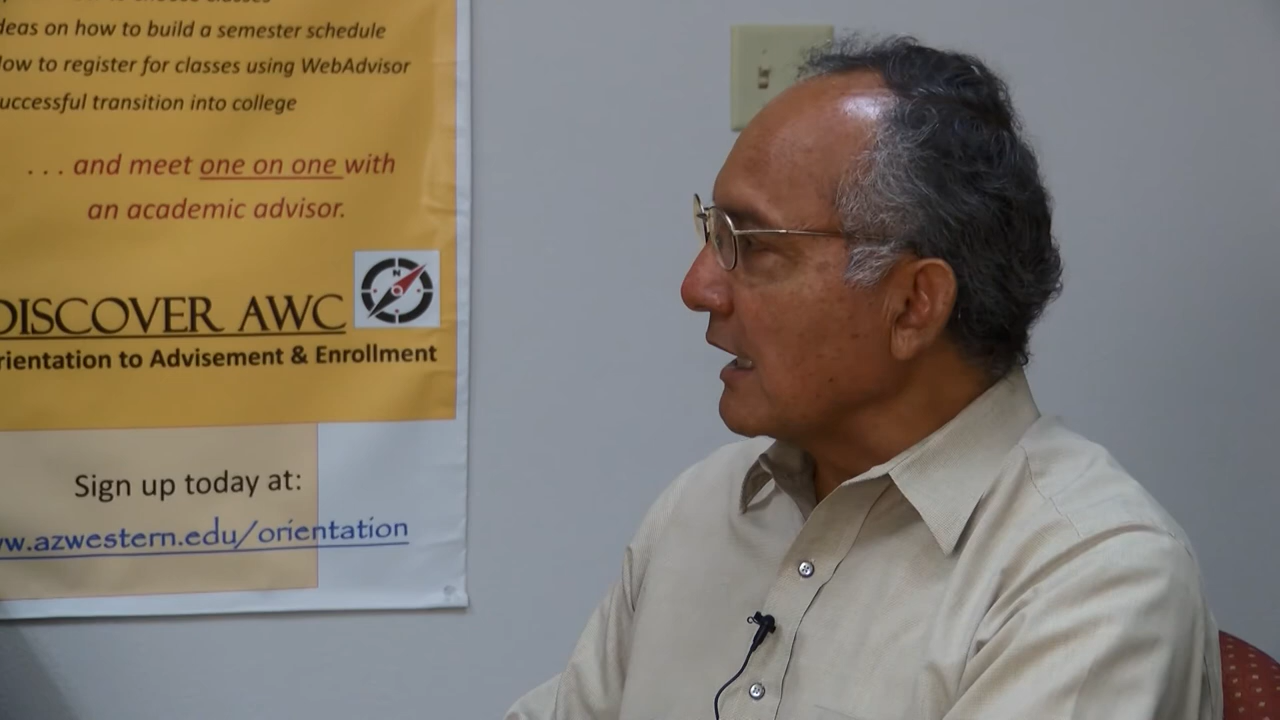 deas on how to build a semester schedule
low to register for classes using WebAdvisor
uccessful transition into college
. . . and meet one on one with
an academic advisor.
N
DISCOVER AWC
rientation to Advisement & Enrollment
Sign up today at:
w.azwestern.edu/orientation